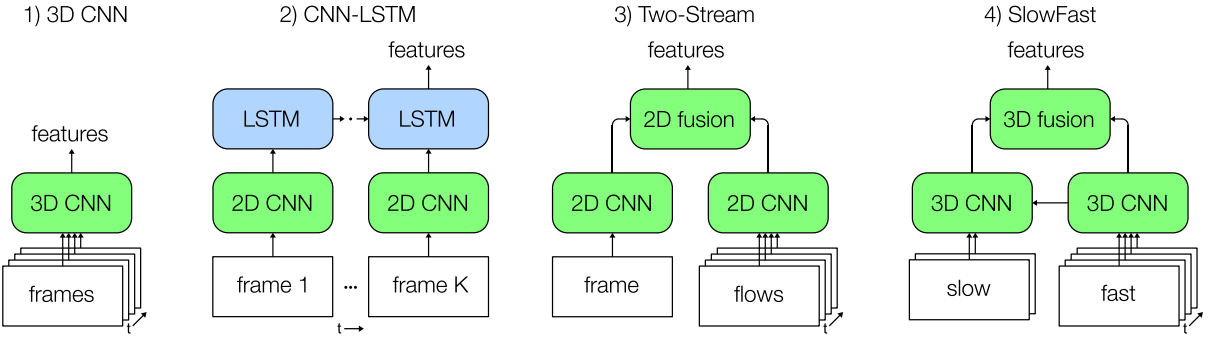 1) 3D CNN
features
3D CNN
frames
t
2) CNN-LSTM
features
LSTM
LSTM
2D CNN
2D CNN
frame 1
...
frame K
t
3) Two-Stream
features
2D fusion
2D CNN
2D CNN
frame
flows
t
4) SlowFast
features
3D fusion
3D CNN
3D CNN
slow
fast
t